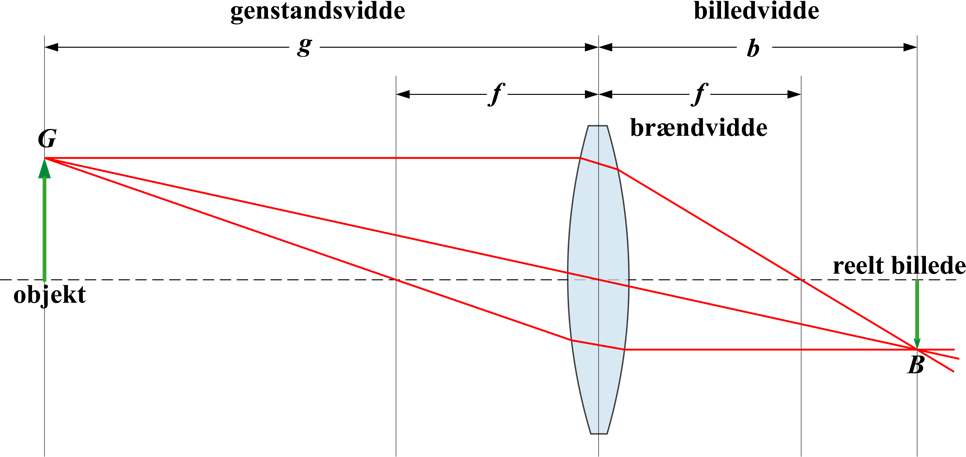 genstandsvidde
billedvidde
g
b
f
f
brændvidde
G
reelt billede
objekt
B